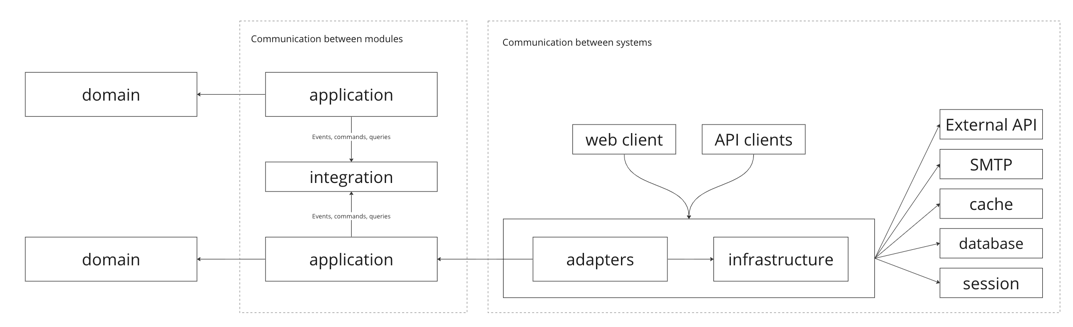 Communication between modules
Communication between systems
domain
application
Events, commands, queries
integration
Events, commands, queries
domain
application
web client
API clients
adapters
infrastructure
External API
SMTP
cache
database
session